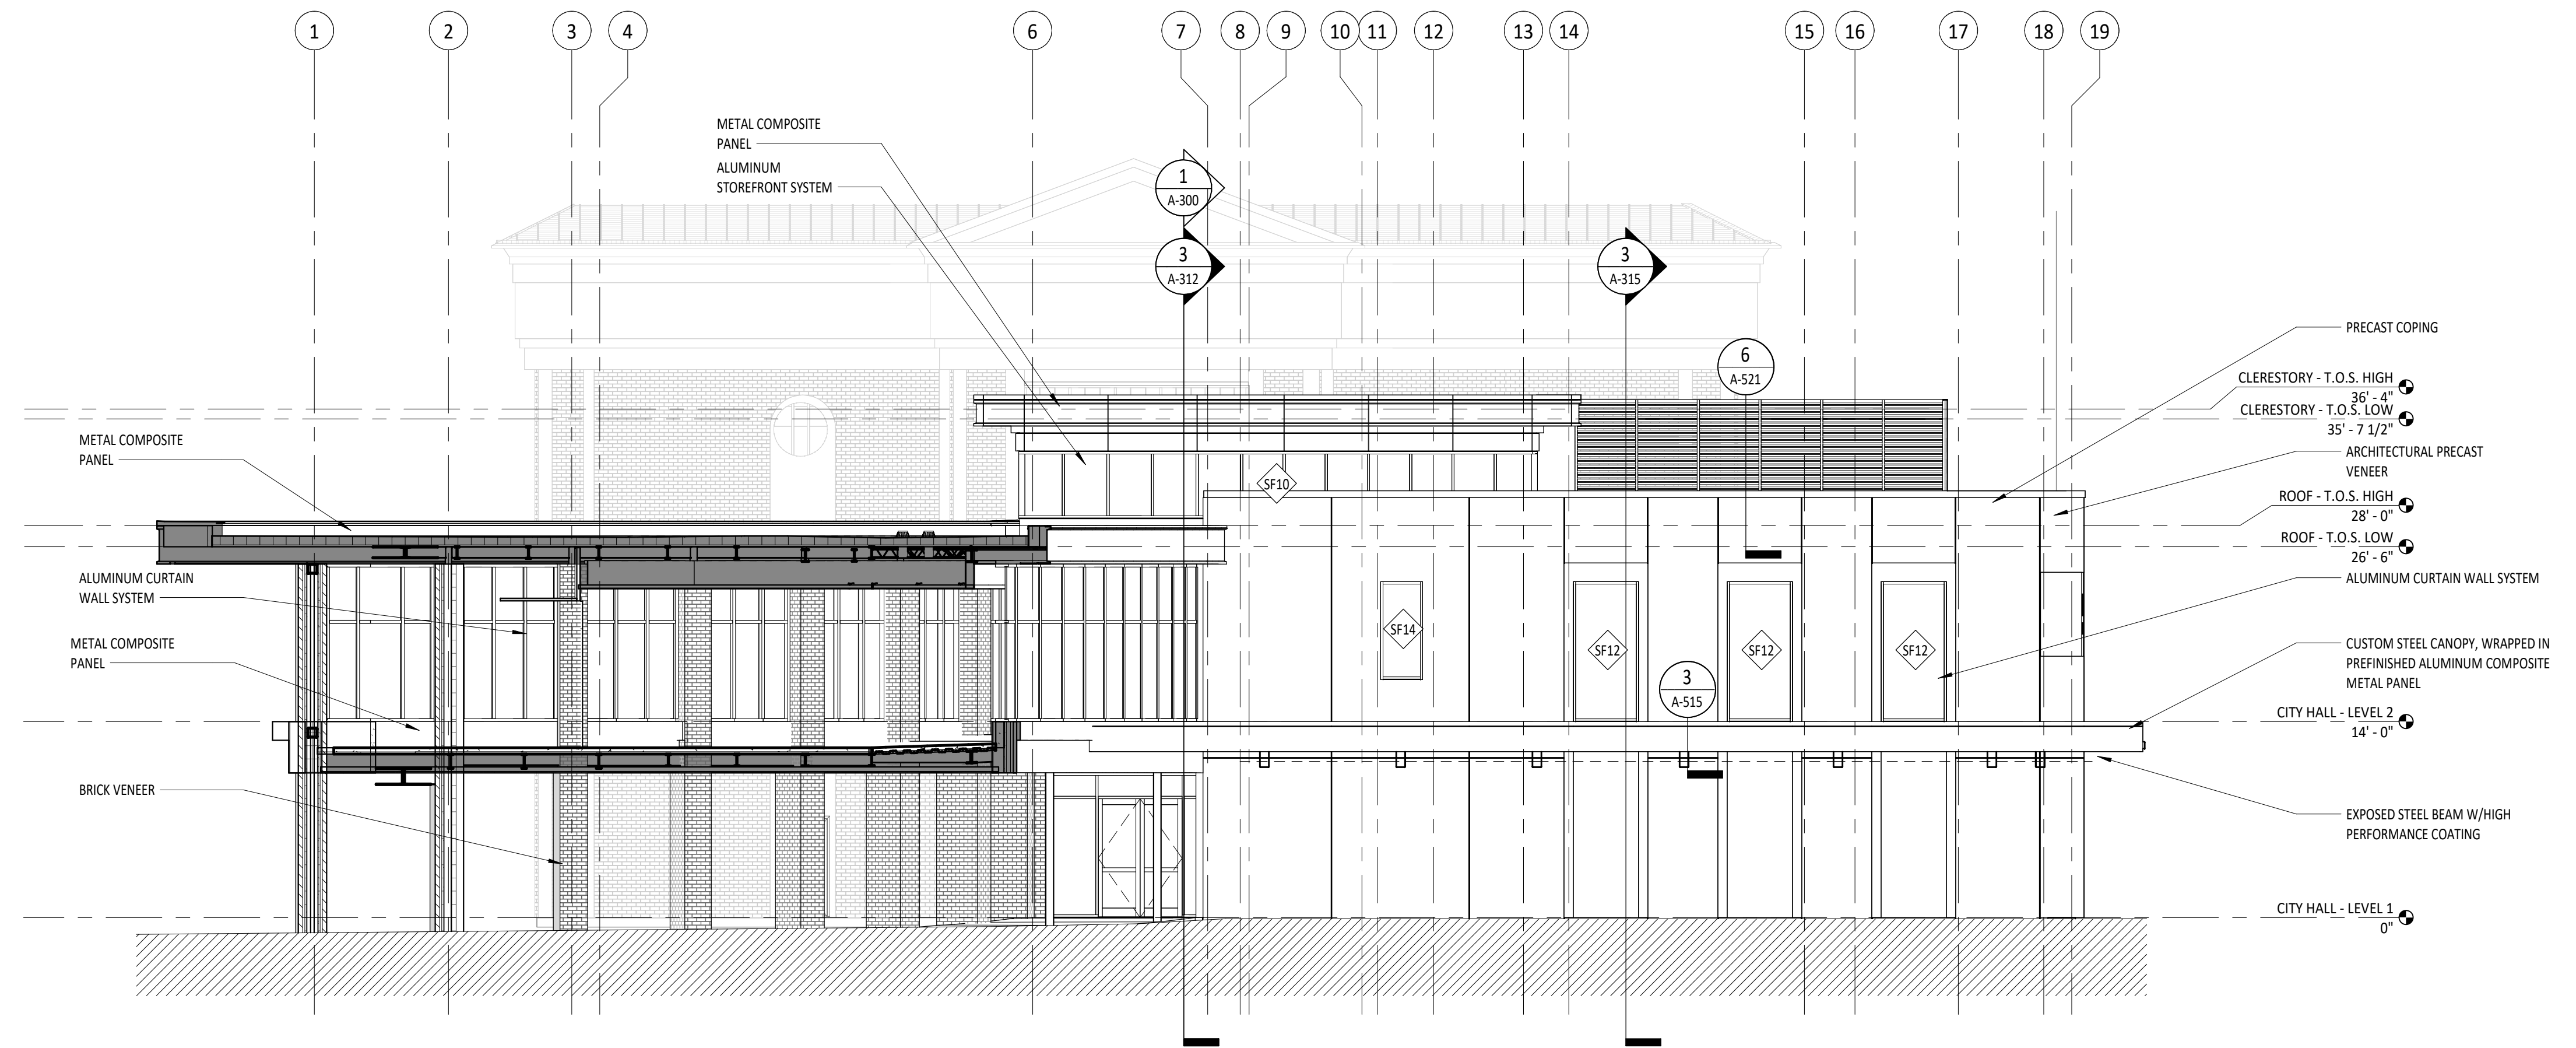 1 2 3 4 6 7 8 9 10 11 12 13 14 15 16 17 18 19
METAL COMPOSITE
PANEL
ALUMINUM
STOREFRONT SYSTEM
1
A-300
3
A-312
3
A-315
6
A-521
PRECAST COPING
CLERESTORY - T.O.S. HIGH
36' - 4"
CLERESTORY - T.O.S. LOW
35' - 7 1/2"
METAL COMPOSITE
PANEL
ARCHITECTURAL PRECAST
VENEER
SF10
ROOF - T.O.S. HIGH
28' - 0"
ROOF - T.O.S. LOW
26' - 6"
ALUMINUM CURTAIN
WALL SYSTEM
ALUMINUM CURTAIN WALL SYSTEM
SF14
SF12
SF12
SF12
METAL COMPOSITE
PANEL
CUSTOM STEEL CANOPY, WRAPPED IN
PREFINISHED ALUMINUM COMPOSITE
METAL PANEL
3
A-515
CITY HALL - LEVEL 2
14' - 0"
BRICK VENEER
EXPOSED STEEL BEAM W/HIGH
PERFORMANCE COATING
CITY HALL - LEVEL 1
0"